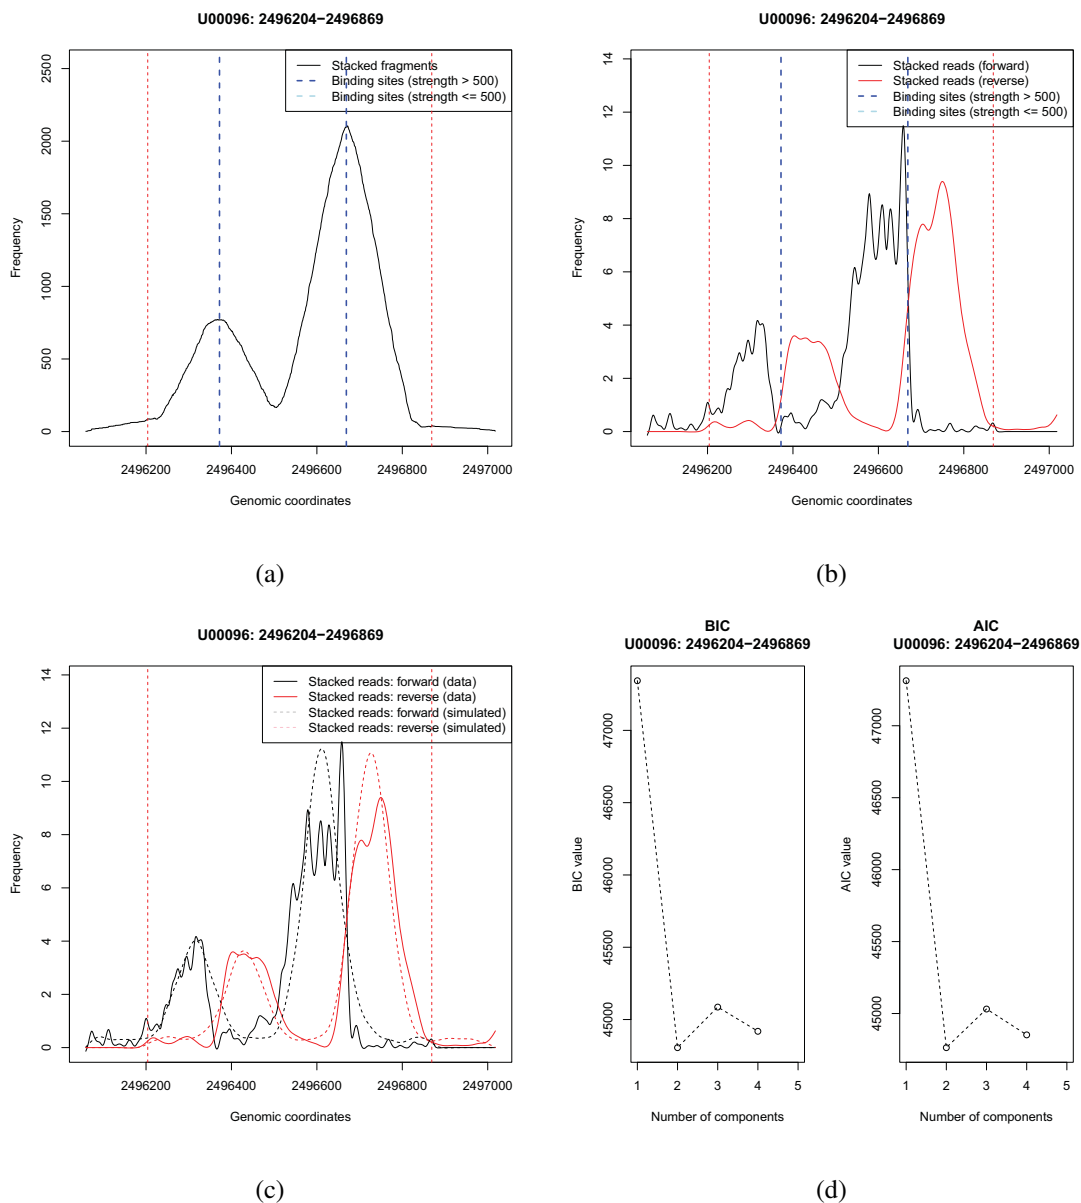 U00096: 2496204−2496869
Stacked fragments
Binding sites (strength > 500)
Binding sites (strength <= 500)
Frequency
0
500
1000
1500
2000
2500
2496200
2496400
2496600
2496800
2497000
Genomic coordinates
(a)
U00096: 2496204−2496869
Stacked reads (forward)
Stacked reads (reverse)
Binding sites (strength > 500)
Binding sites (strength <= 500)
Frequency
0
2
4
6
8
10
12
14
2496200
2496400
2496600
2496800
2497000
Genomic coordinates
(b)
U00096: 2496204−2496869
Stacked reads: forward (data)
Stacked reads: reverse (data)
Stacked reads: forward (simulated)
Stacked reads: reverse (simulated)
Frequency
0
2
4
6
8
10
12
14
2496200
2496400
2496600
2496800
2497000
Genomic coordinates
(c)
BIC
U00096: 2496204−2496869
BIC value
45000
45500
46000
46500
47000
1
2
3
4
5
Number of components
AIC
U00096: 2496204−2496869
AIC value
45000
45500
46000
46500
47000
1
2
3
4
5
Number of components
(d)